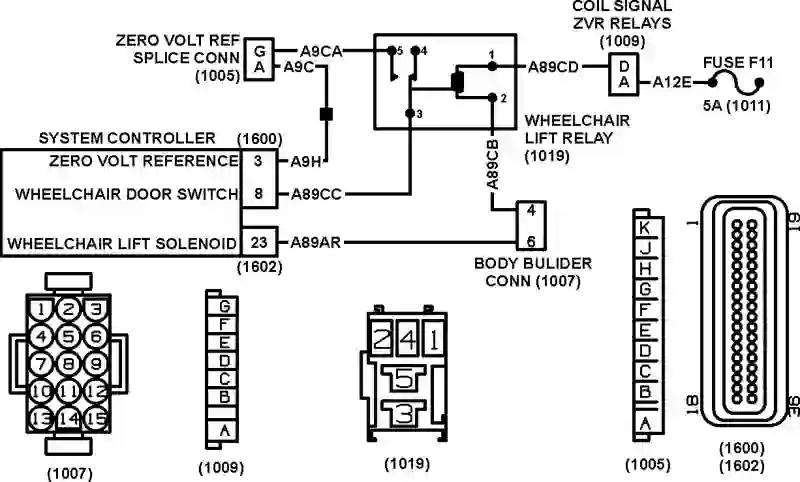 ZERO VOLT REF
SPLICE CONN
(1005)
G
A
A9CA
A9C
5
4
1
2
3
A89CD
COIL SIGNAL
ZVR RELAYS
(1009)
D
A
A12E
FUSE F11
5A (1011)
WHEELCHAIR
LIFT RELAY
(1019)
SYSTEM CONTROLLER
(1600)
ZERO VOLT REFERENCE
3
A9H
WHEELCHAIR DOOR SWITCH
8
A89CC
A89CB
WHEELCHAIR LIFT SOLENOID
23
A89AR
(1602)
4
6
BODY BULIDER
CONN (1007)
1 2 3
4 5 6
7 8 9
10 11 12
13 14 15
(1007)
G
F
E
D
C
B
A
(1009)
2 4 1
5
3
(1019)
K
J
H
G
F
E
D
C
B
A
(1005)
1
19
18
36
(1600)
(1602)